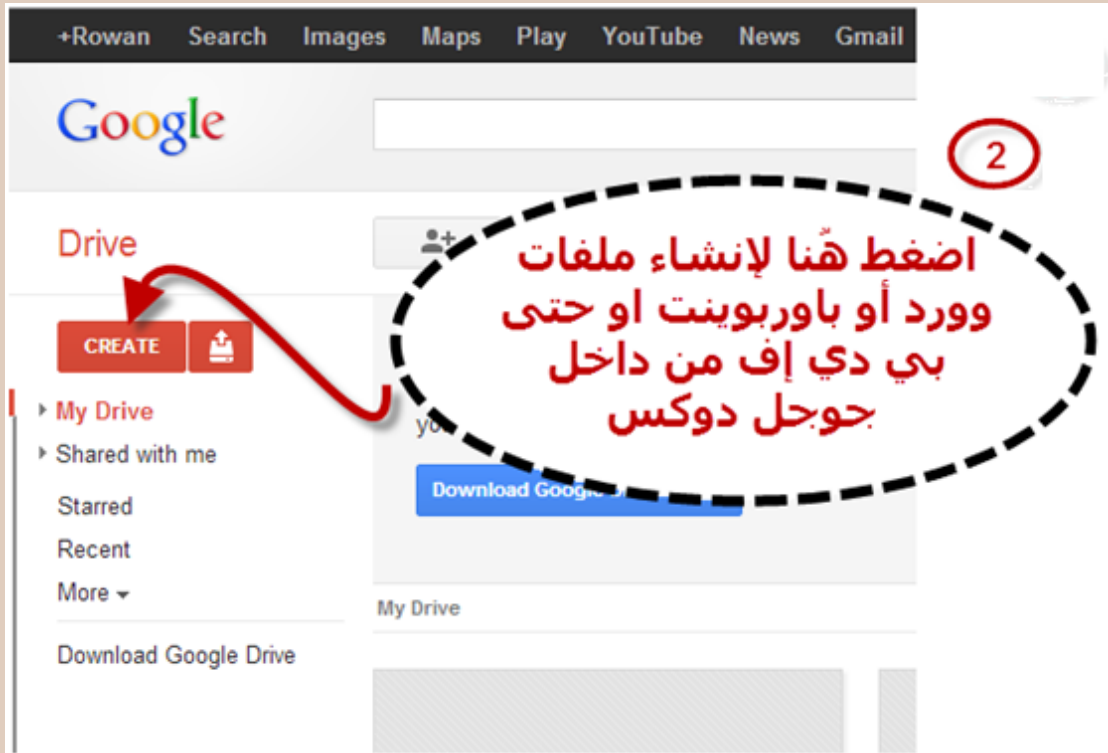 +Rowan Search Images Maps Play YouTube News Gmail
Google
2
Drive
اضغط هّنا لإنشاء ملفات
وورد أو باوربوينت او حتى
بي دي إف من داخل
جوجل دوكس
CREATE
My Drive
Shared with me
Starred
Recent
More
Download Google Drive
Download
My Drive